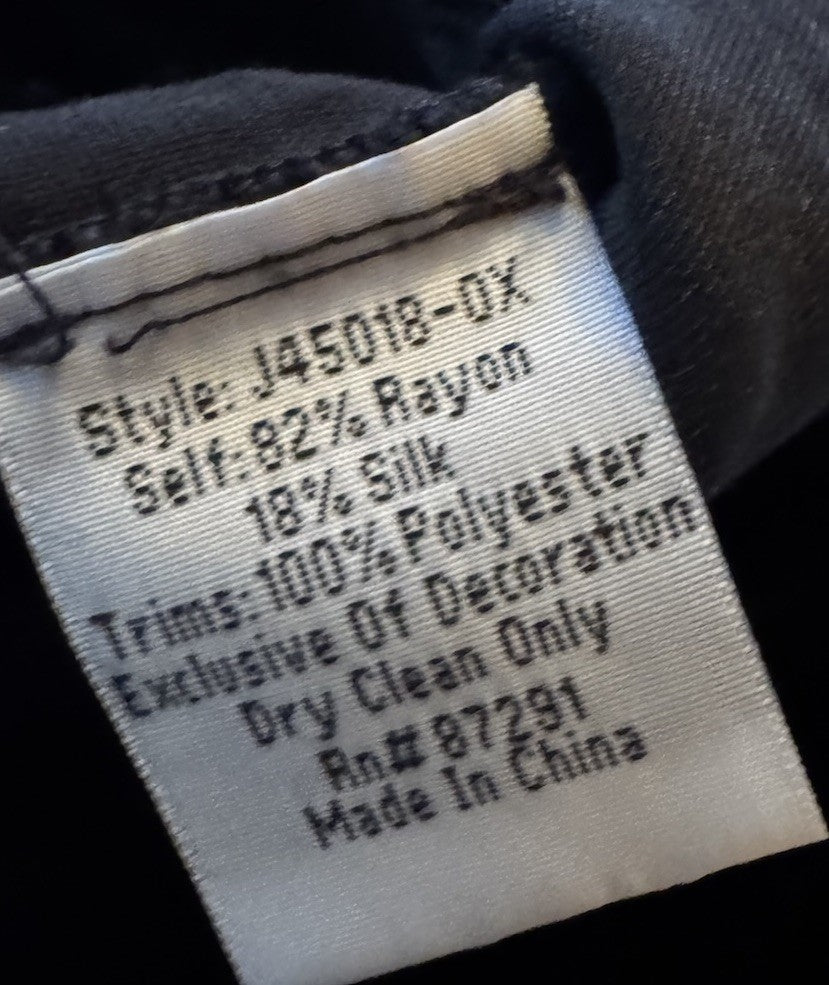 Style: J45018-0X
Self:82% Rayon
18% Silk
Trims:100% Polyester
Exclusive Of Decoration
Dry Clean Only
Rn# 87291
Made In China